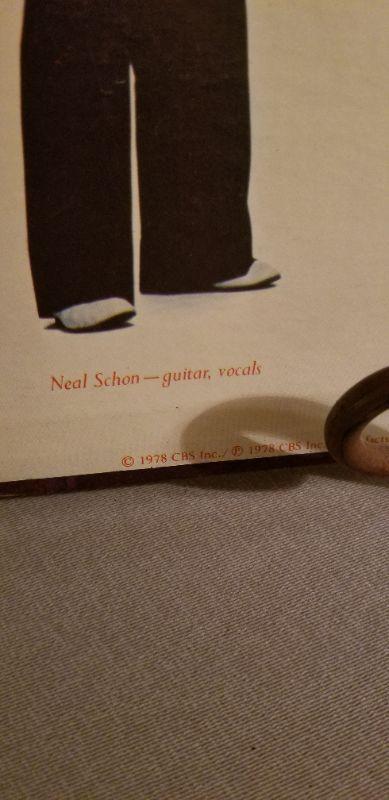 Neal Schon — guitar, vocals
© 1978 CBS Inc./ ℗ 1978 CBS Inc.